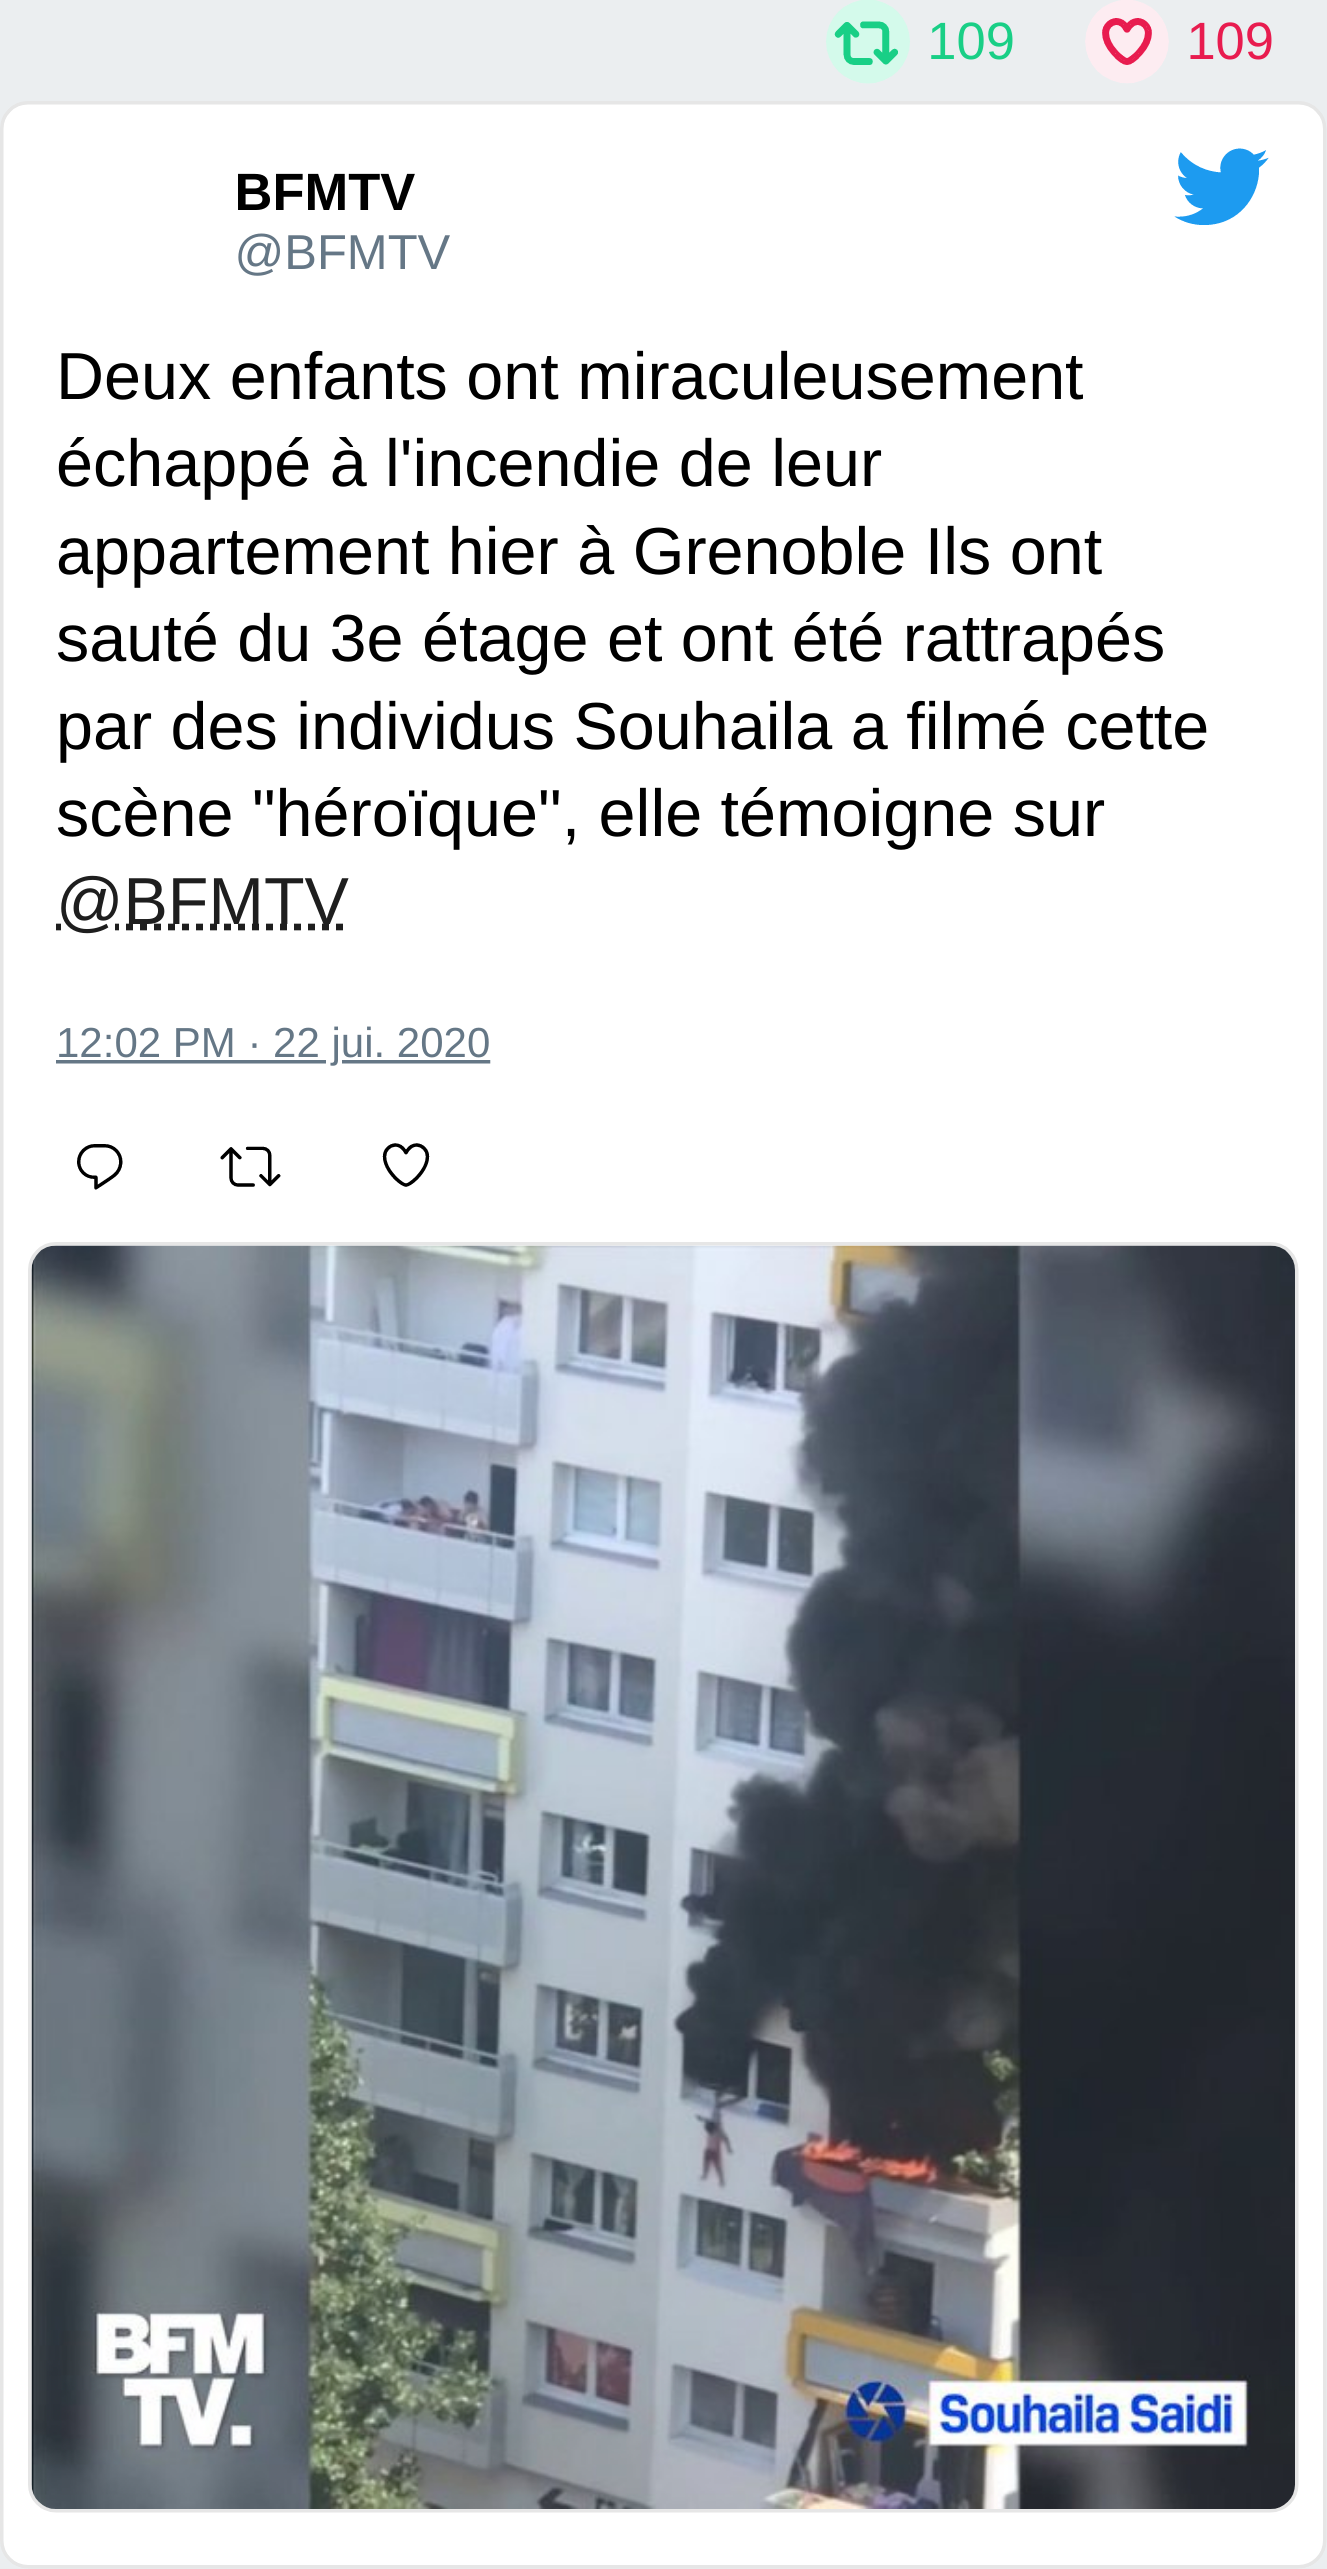 109 109
BFMTV
@BFMTV
Deux enfants ont miraculeusement
échappé à l'incendie de leur
appartement hier à Grenoble Ils ont
sauté du 3e étage et ont été rattrapés
par des individus Souhaila a filmé cette
scène "héroïque", elle témoigne sur
@BFMTV
12:02 PM · 22 jui. 2020
BFM
TV.
Souhaila Saidi